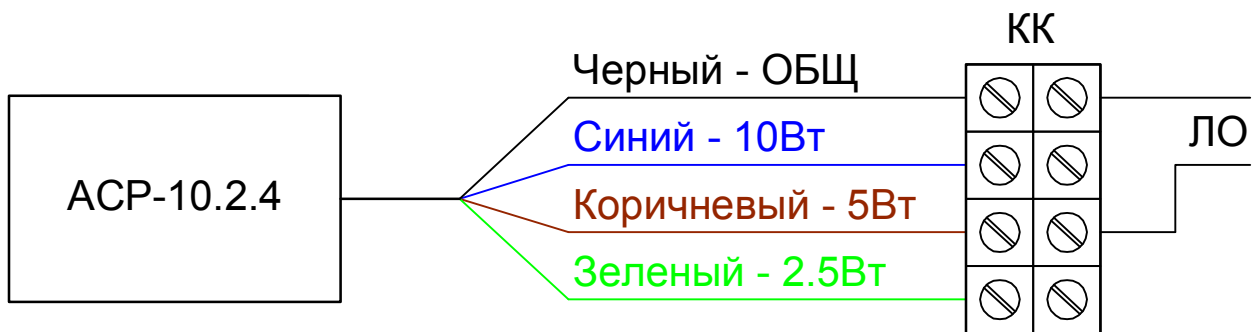 КК
Черный - ОБЩ
Синий - 10Вт
ЛО
АСР-10.2.4
Коричневый - 5Вт
Зеленый - 2.5Вт